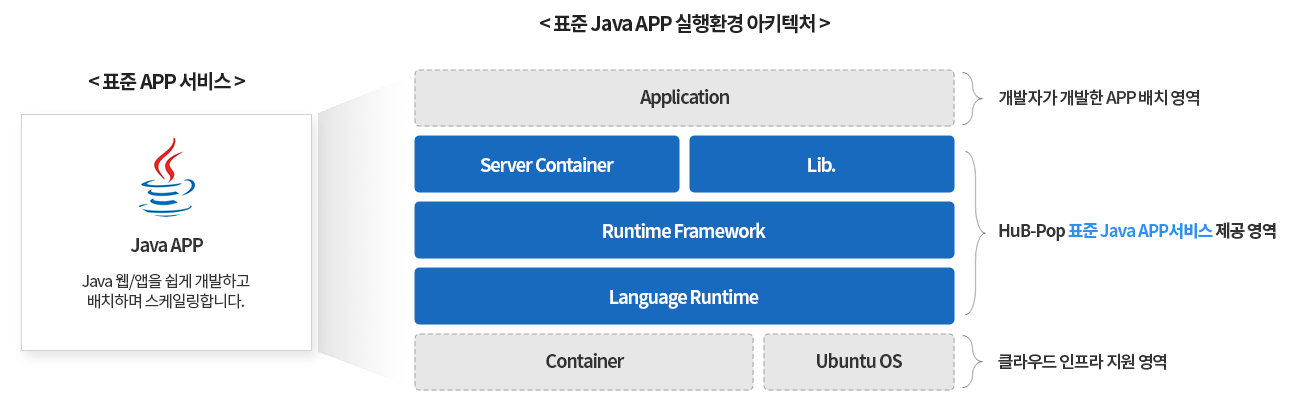 < 표준 Java APP 실행환경 아키텍처 >
< 표준 APP 서비스 >
Java APP
Java 웹/앱을 쉽게 개발하고
배치하며 스케일링합니다.
Application
개발자가 개발한 APP 배치 영역
Server Container
Lib.
Runtime Framework
HuB-Pop 표준 Java APP서비스 제공 영역
Language Runtime
Container
Ubuntu OS
클라우드 인프라 지원 영역